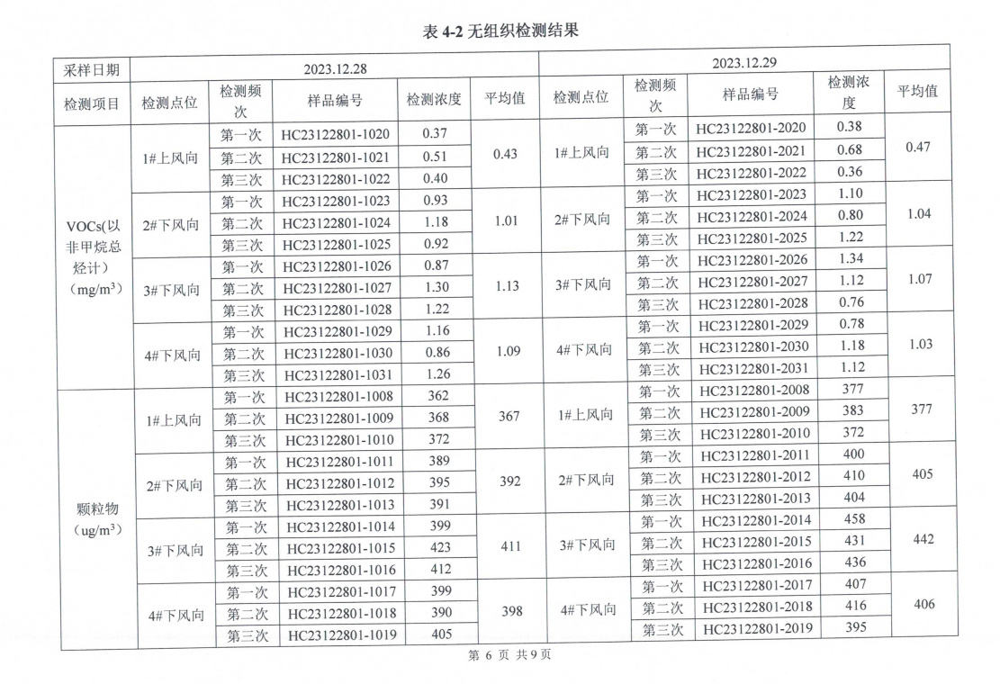 表 4-2 无组织检测结果
采样日期 2023.12.28 2023.12.29
检测项目 检测点位 检测频次 样品编号 检测浓度 平均值 检测点位 检测频次 样品编号 检测浓度 平均值
VOCs(以非甲烷总烃计）（mg/m³）
1#上风向 第一次 HC23122801-1020 0.37 0.43 1#上风向 第一次 HC23122801-2020 0.38 0.47
第二次 HC23122801-1021 0.51 第二次 HC23122801-2021 0.68
第三次 HC23122801-1022 0.40 第三次 HC23122801-2022 0.36
2#下风向 第一次 HC23122801-1023 0.93 1.01 2#下风向 第一次 HC23122801-2023 1.10 1.04
第二次 HC23122801-1024 1.18 第二次 HC23122801-2024 0.80
第三次 HC23122801-1025 0.92 第三次 HC23122801-2025 1.22
3#下风向 第一次 HC23122801-1026 0.87 1.13 3#下风向 第一次 HC23122801-2026 1.34 1.07
第二次 HC23122801-1027 1.30 第二次 HC23122801-2027 1.12
第三次 HC23122801-1028 1.22 第三次 HC23122801-2028 0.76
4#下风向 第一次 HC23122801-1029 1.16 1.09 4#下风向 第一次 HC23122801-2029 0.78 1.03
第二次 HC23122801-1030 0.86 第二次 HC23122801-2030 1.18
第三次 HC23122801-1031 1.26 第三次 HC23122801-2031 1.12
颗粒物（ug/m³）
1#上风向 第一次 HC23122801-1008 362 367 1#上风向 第一次 HC23122801-2008 377 377
第二次 HC23122801-1009 368 第二次 HC23122801-2009 383
第三次 HC23122801-1010 372 第三次 HC23122801-2010 372
2#下风向 第一次 HC23122801-1011 389 392 2#下风向 第一次 HC23122801-2011 400 405
第二次 HC23122801-1012 395 第二次 HC23122801-2012 410
第三次 HC23122801-1013 391 第三次 HC23122801-2013 404
3#下风向 第一次 HC23122801-1014 399 411 3#下风向 第一次 HC23122801-2014 458 442
第二次 HC23122801-1015 423 第二次 HC23122801-2015 431
第三次 HC23122801-1016 412 第三次 HC23122801-2016 436
4#下风向 第一次 HC23122801-1017 399 398 4#下风向 第一次 HC23122801-2017 407 406
第二次 HC23122801-1018 390 第二次 HC23122801-2018 416
第三次 HC23122801-1019 405 第三次 HC23122801-2019 395
第 6 页 共9页